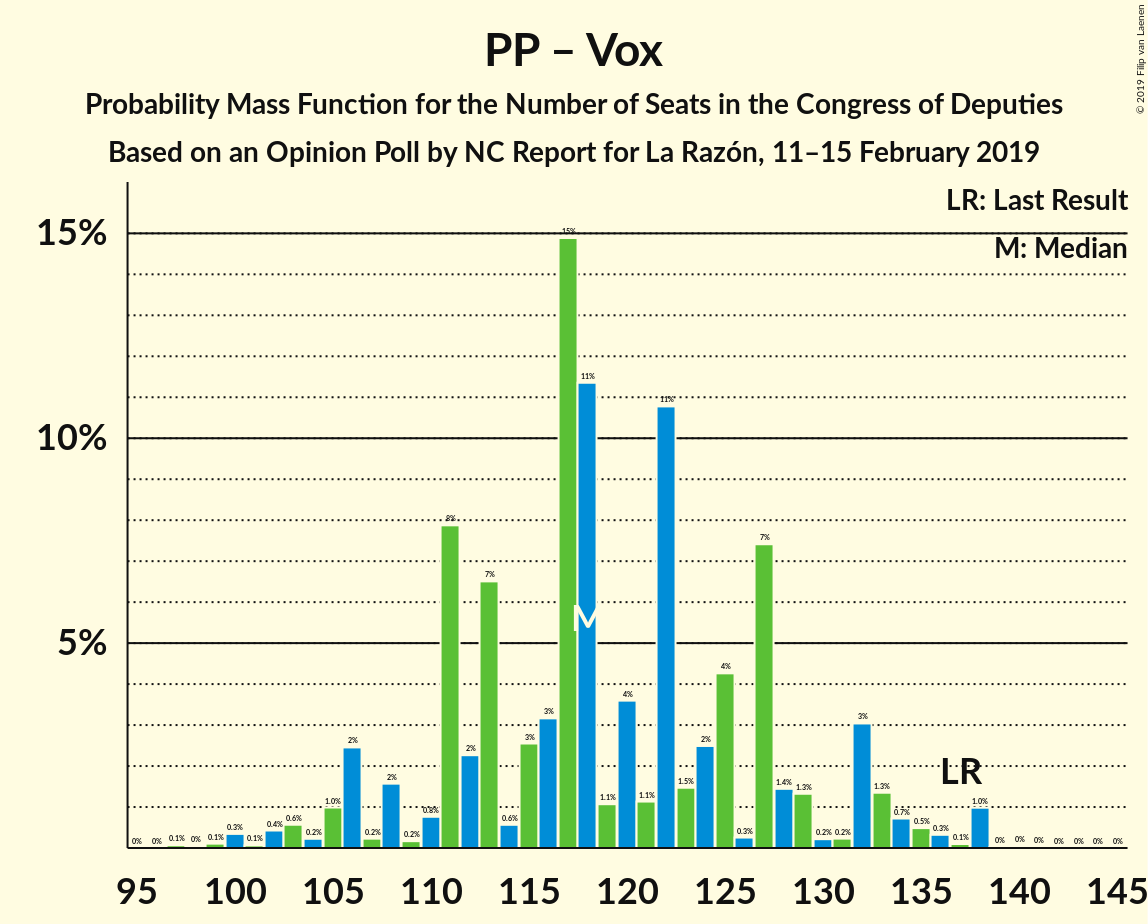 © 2019 Filip van Laenen
PP – Vox
Probability Mass Function for the Number of Seats in the Congress of Deputies
Based on an Opinion Poll by NC Report for La Razón, 11–15 February 2019
LR: Last Result
M: Median
15%
10%
5%
0% 0% 0.1% 0% 0.1% 0.3% 0.1% 0.4% 0.6% 0.2% 1.0% 2% 0.2% 2% 0.2% 0.8% 8% 2% 7% 0.6% 3% 3% 15% 11% 1.1% 4% 1.1% 11% 1.5% 2% 4% 0.3% 7% 1.4% 1.3% 0.2% 0.2% 3% 1.3% 0.7% 0.5% 0.3% 0.1% 1.0% 0% 0% 0% 0% 0% 0% 0%
M
LR
95 100 105 110 115 120 125 130 135 140 145